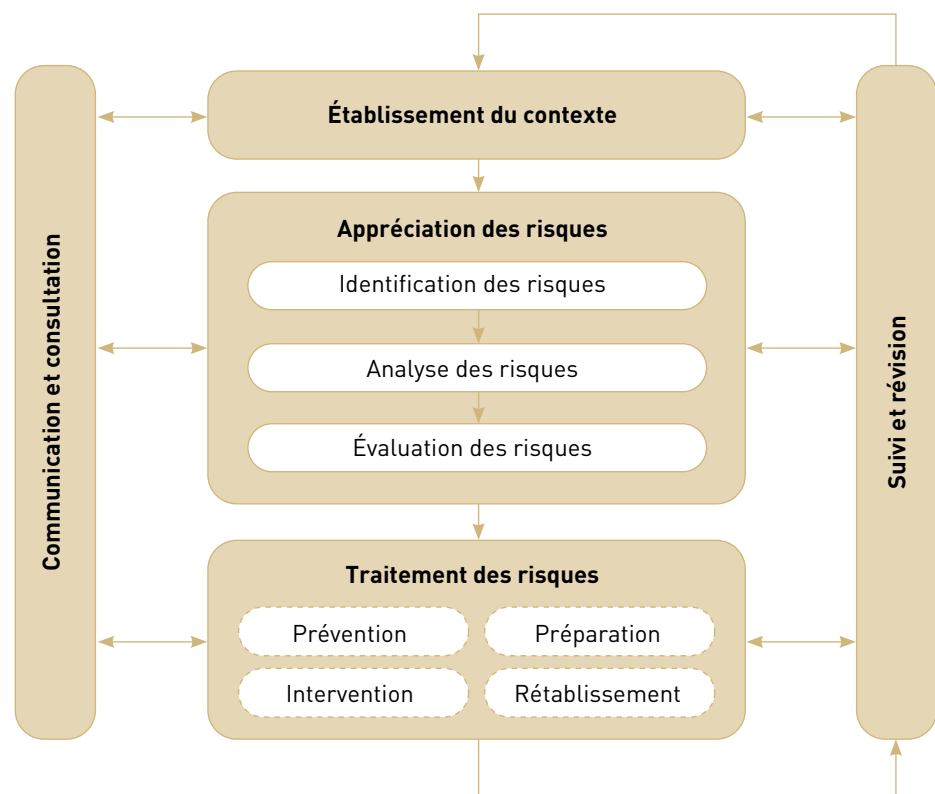 Établissement du contexte
Communication et consultation
Appréciation des risques
Identification des risques
Analyse des risques
Évaluation des risques
Suivi et révision
Traitement des risques
Prévention
Préparation
Intervention
Rétablissement